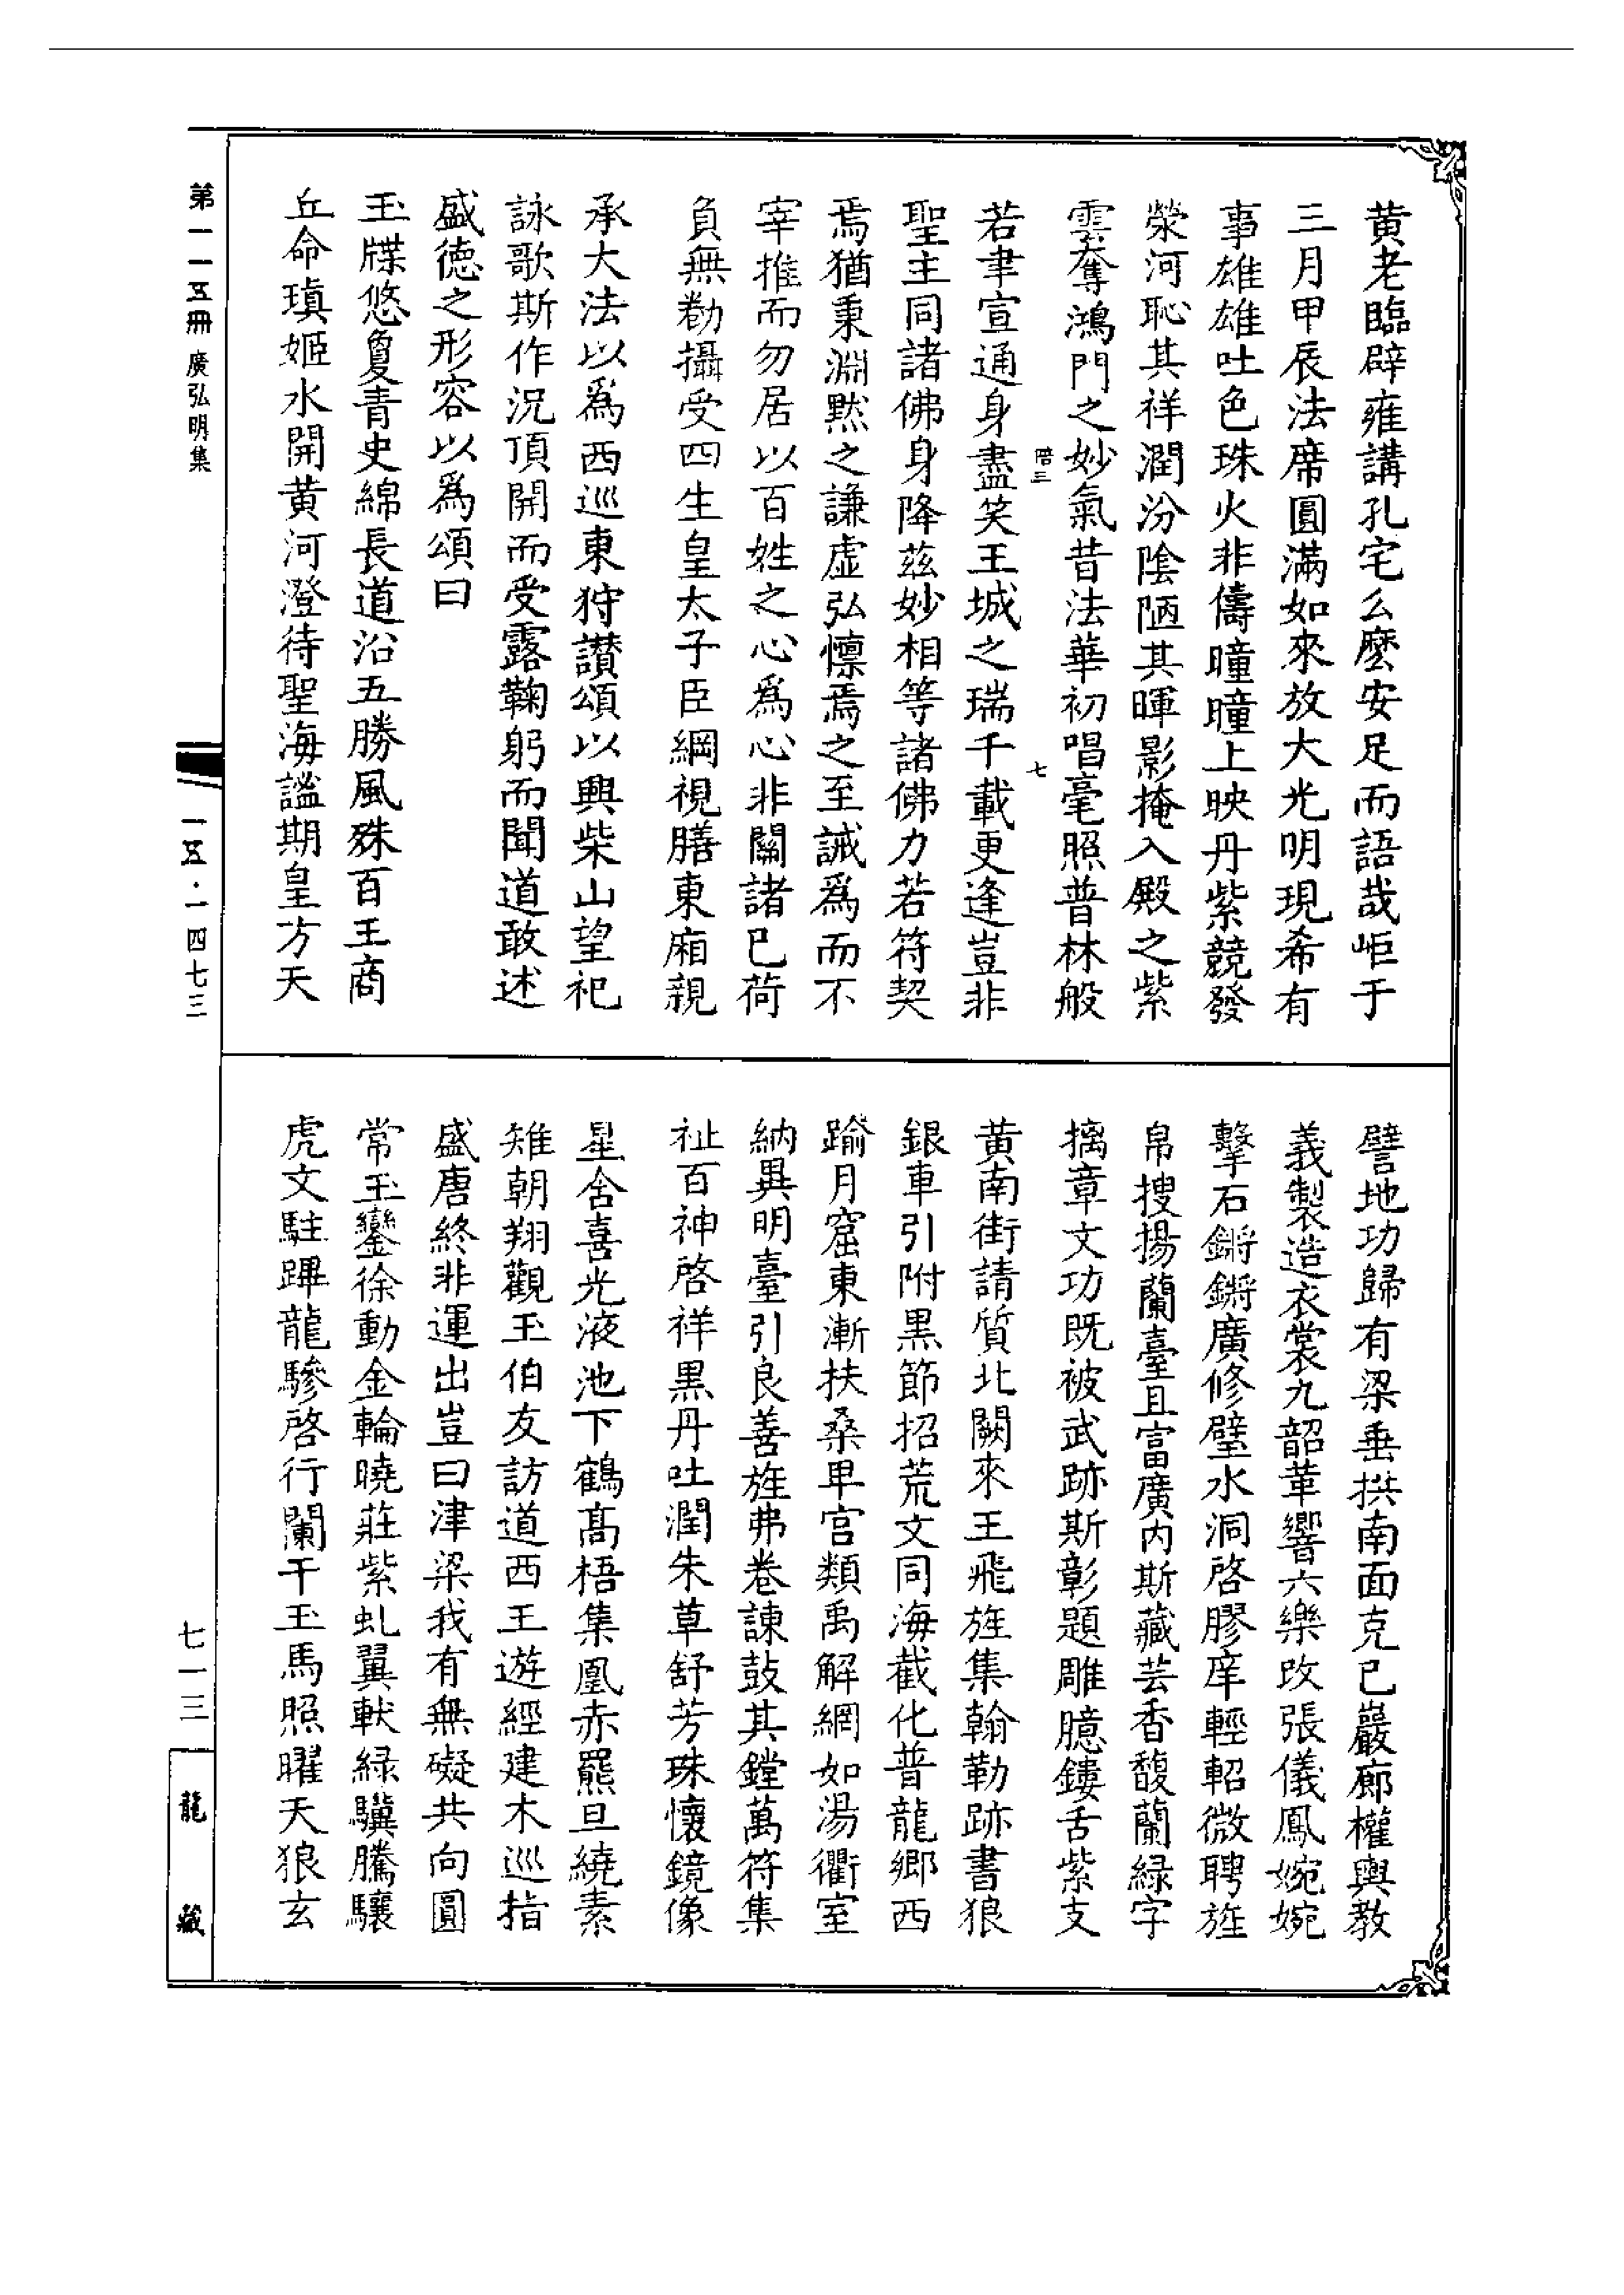 黃老臨辟雍講孔宅么麽安足而語哉岠于
三月甲辰法席圓滿如來放大光明現希有
事雄雄吐色珠火非儔曈曈上映丹紫競發
滎河恥其祥潤汾陰陋其暉影掩入殿之紫
雲奪鴻門之妙氣昔法華初唱毫照普林般
若聿宣通身盡笑王城之瑞千載更逢豈非
聖主同諸佛身降茲妙相等諸佛力若符契
焉猶秉淵默之謙虛弘懔焉之至誡爲而不
宰推而勿居以百姓之心爲心非關諸已荷
負無勌攝受四生皇太子臣綱視膳東廂親
承大法以爲西巡東狩讃頌以興柴山望祀
詠歌斯作況頂開而受露鞠躬而聞道敢述
盛德之形容以爲頌曰
玉牒悠夐青史綿長道沿五勝風殊百王商
丘命瑱姬水開黃河澄待聖海謐期皇方天
譬地功歸有梁垂拱南面克已巖廊權輿教
義製造衣裳九韶革響六樂改張儀鳳婉婉
擊石鏘鏘廣修璧水洞啓膠庠輕軺微聘旌
帛搜揚蘭臺且富廣内斯藏芸香馥蘭緑字
摛章文功既被武跡斯彰題雕臆鏤舌紫支
黃南街請質北闕來王飛旌集翰勒跡書狼
銀車引附黑節招荒文同海截化普龍鄉西
踰月窟東漸扶桑早宫類禹解網如湯衢室
納異明臺引良善旌弗卷諫鼓其鏜萬符集
祉百神啓祥黑丹吐潤朱草舒芳珠懷鏡像
星含喜光液池下鶴髙梧集凰赤羆旦繞素
雉朝翔觀玉伯友訪道西王遊經建木巡指
盛唐終非運出豈曰津梁我有無礙共向圓
常玉鑾徐動金輪曉莊紫虬翼軑緑驥騰驤
虎文駐蹕龍驂啓行闌干玉馬照曜天狼玄
第一一五冊 廣弘明集
一五·一四七三
七一三
龍藏
階三
七